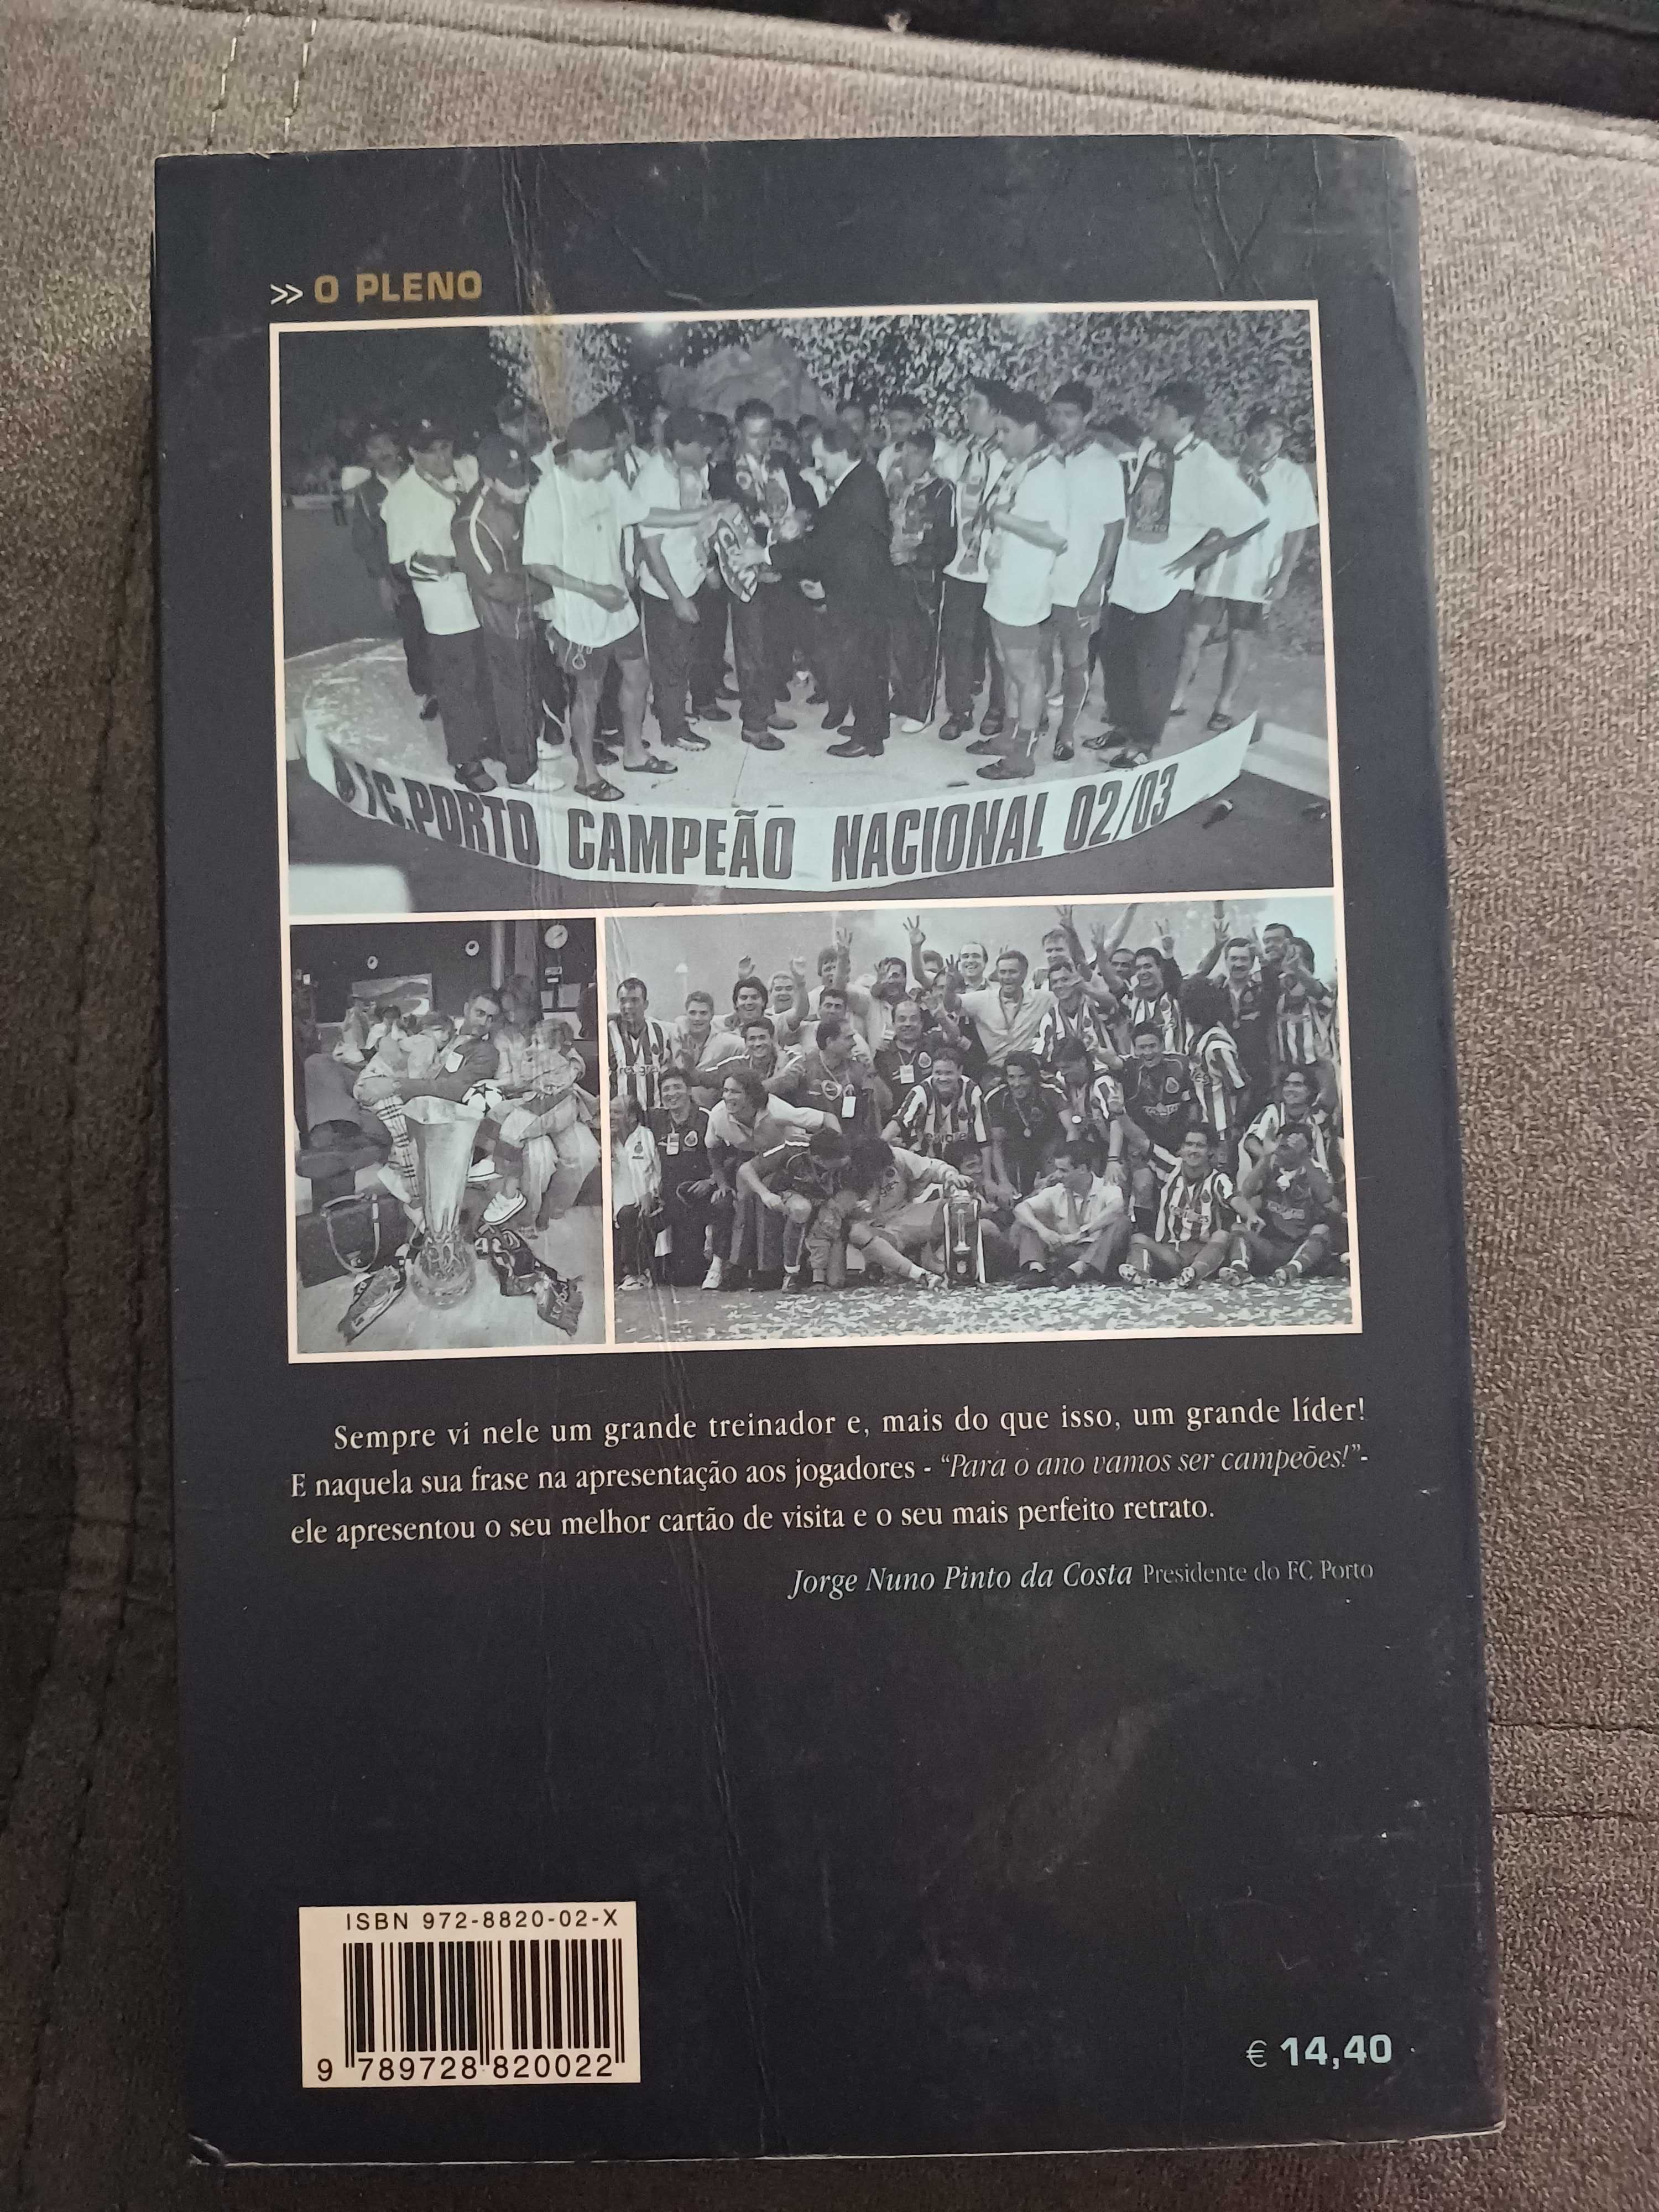 >> O PLENO
PORTO
FC.PORTO CAMPEÃO NACIONAL 02/03
Sempre vi nele um grande treinador e, mais do que isso, um grande líder!
E naquela sua frase na apresentação aos jogadores - “Para o ano vamos ser campeões!”-
ele apresentou o seu melhor cartão de visita e o seu mais perfeito retrato.
Jorge Nuno Pinto da Costa Presidente do FC Porto
ISBN 972-8820-02-X
9 789728 820022
€ 14,40